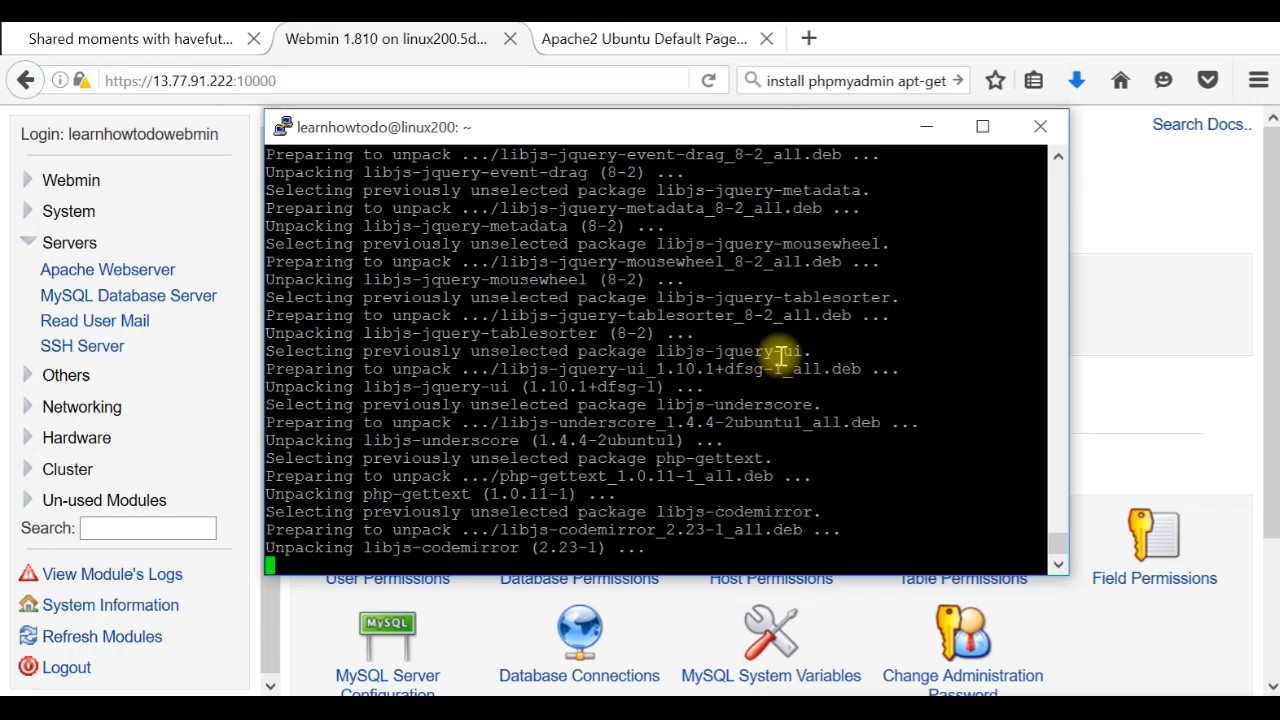 Shared moments with havefut...
Webmin 1.810 on linux200.5d...
Apache2 Ubuntu Default Page...
https://13.77.91.222:10000
install phpmyadmin apt-get
Login: learnhowtodowebmin
Webmin
System
Servers
Apache Webserver
MySQL Database Server
Read User Mail
SSH Server
Others
Networking
Hardware
Cluster
Un-used Modules
Search:
View Module's Logs
System Information
Refresh Modules
Logout
Search Docs..
learnhowtodo@linux200: ~
Preparing to unpack .../libjs-jquery-event-drag_8-2_all.deb ...
Unpacking libjs-jquery-event-drag (8-2) ...
Selecting previously unselected package libjs-jquery-metadata.
Preparing to unpack .../libjs-jquery-metadata_8-2_all.deb ...
Unpacking libjs-jquery-metadata (8-2) ...
Selecting previously unselected package libjs-jquery-mousewheel.
Preparing to unpack .../libjs-jquery-mousewheel_8-2_all.deb ...
Unpacking libjs-jquery-mousewheel (8-2) ...
Selecting previously unselected package libjs-jquery-tablesorter.
Preparing to unpack .../libjs-jquery-tablesorter_8-2_all.deb ...
Unpacking libjs-jquery-tablesorter (8-2) ...
Selecting previously unselected package libjs-jquery-ui.
Preparing to unpack .../libjs-jquery-ui_1.10.1+dfsg-1_all.deb ...
Unpacking libjs-jquery-ui (1.10.1+dfsg-1) ...
Selecting previously unselected package libjs-underscore.
Preparing to unpack .../libjs-underscore_1.4.4-2ubuntu1_all.deb ...
Unpacking libjs-underscore (1.4.4-2ubuntu1) ...
Selecting previously unselected package php-gettext.
Preparing to unpack .../php-gettext_1.0.11-1_all.deb ...
Unpacking php-gettext (1.0.11-1) ...
Selecting previously unselected package libjs-codemirror.
Preparing to unpack .../libjs-codemirror_2.23-1_all.deb ...
Unpacking libjs-codemirror (2.23-1) ...
User Permissions
Database Permissions
Host Permissions
Table Permissions
Field Permissions
MySQL
MySQL Server
Configuration
Database Connections
MySQL System Variables
Change Administration
Password